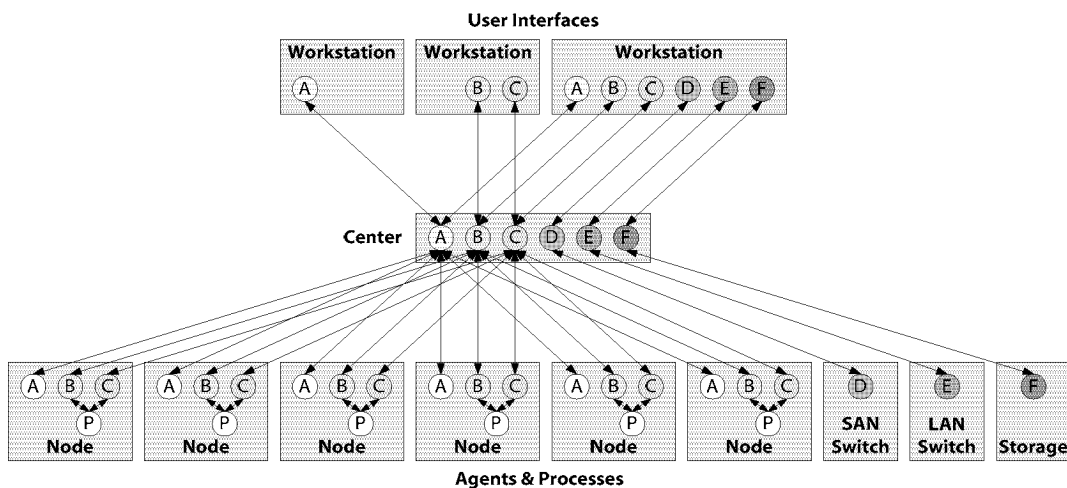 User Interfaces
Workstation Workstation Workstation
A B C A B C D E F
Center A B C D E F
A B C A B C A B C A B C A B C A B C D E F
P P P P P P SAN LAN
Node Node Node Node Node Node Switch Switch Storage
Agents & Processes